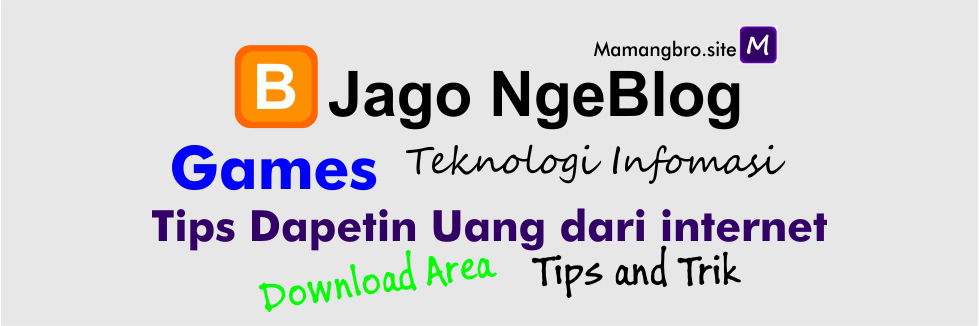 Mamangbro.site M
B Jago NgeBlog
Games Teknologi Infomasi
Tips Dapetin Uang dari internet
Download Area Tips and Trik